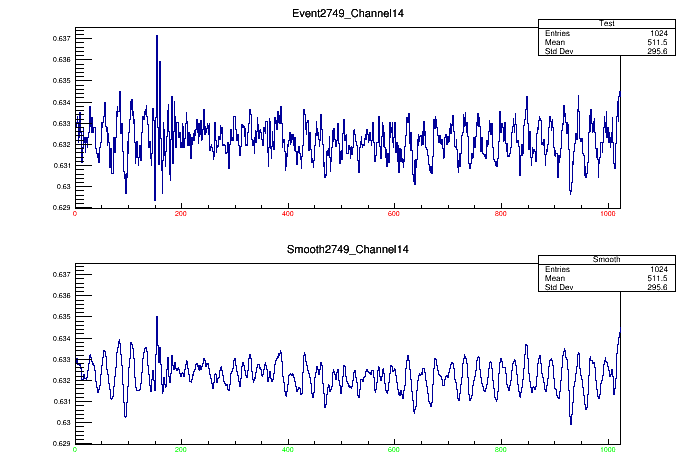 Event2749_Channel14
Test
Entries 1024
Mean 511.5
Std Dev 295.6
0.637
0.636
0.635
0.634
0.633
0.632
0.631
0.63
0.629
0 200 400 600 800 1000
Smooth2749_Channel14
Smooth
Entries 1024
Mean 511.5
Std Dev 295.6
0.637
0.636
0.635
0.634
0.633
0.632
0.631
0.63
0.629
0 200 400 600 800 1000